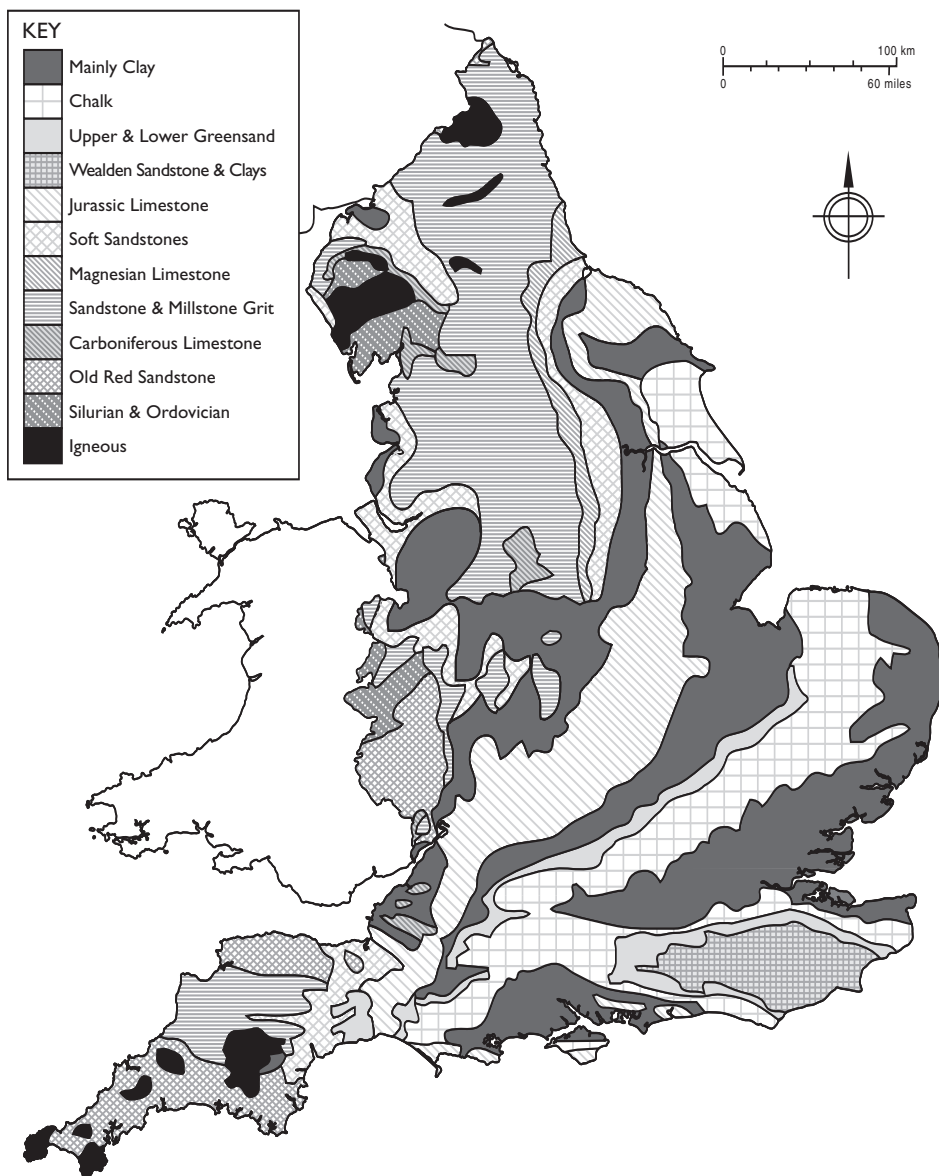 KEY
Mainly Clay
Chalk
Upper & Lower Greensand
Wealden Sandstone & Clays
Jurassic Limestone
Soft Sandstones
Magnesian Limestone
Sandstone & Millstone Grit
Carboniferous Limestone
Old Red Sandstone
Silurian & Ordovician
Igneous
0 100 km
0 60 miles